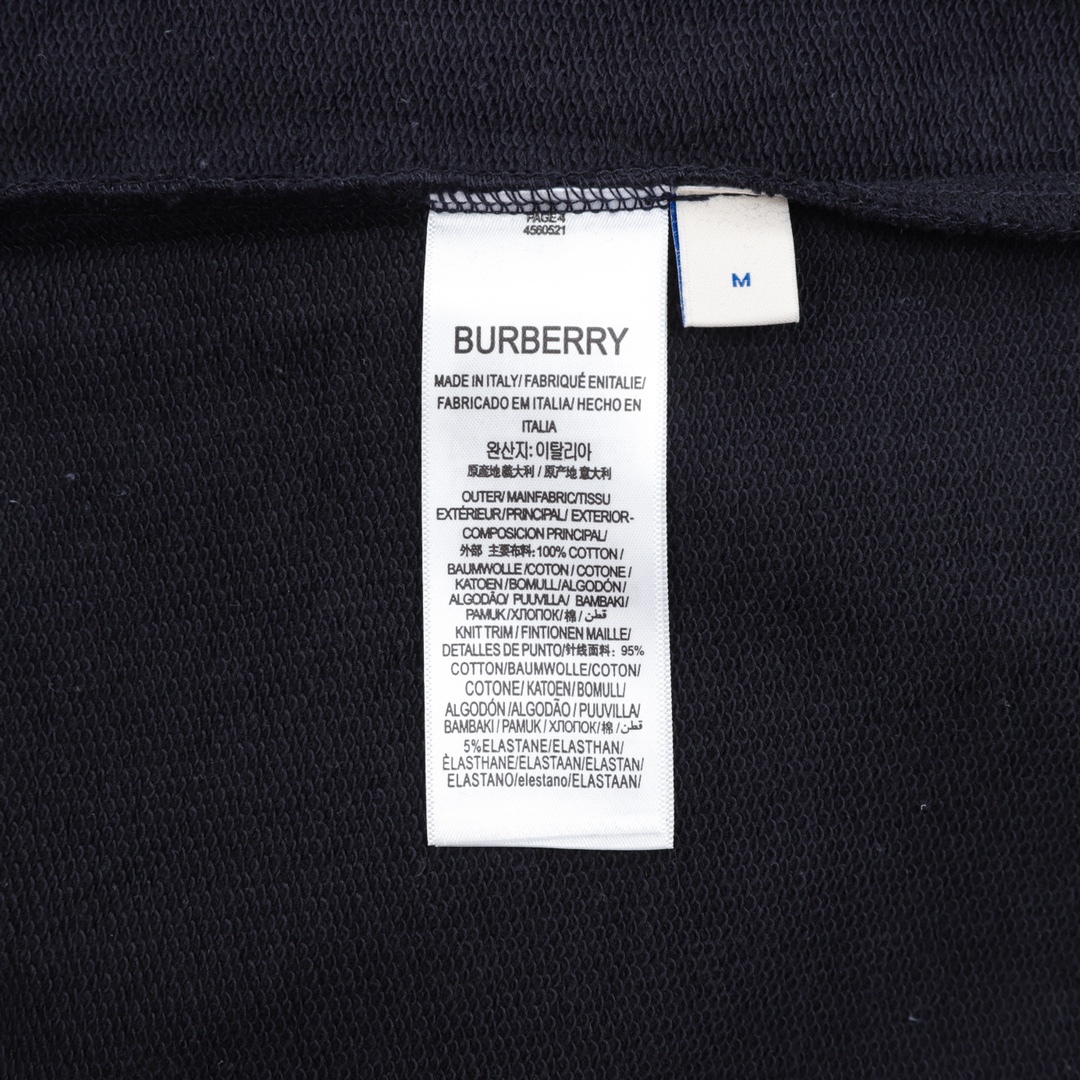 PAGE 4
4560521
M
BURBERRY
MADE IN ITALY/ FABRIQUÉ ENITALIE/
FABRICADO EM ITALIA/ HECHO EN
ITALIA
완산지: 이탈리아
原産地義大利 / 原产地 意大利
OUTER/ MAINFABRIC/TISSU
EXTÉRIEUR/PRINCIPAL/ EXTERIOR-
COMPOSICION PRINCIPAL/
外部 主要布料: 100% COTTON /
BAUMWOLLE /COTON / COTONE /
KATOEN / BOMULL/ALGODÓN /
ALGODÃO/ PUUVILLA/ BAMBAKI/
PAMUK/ХЛОПОК/ 棉 / قطن
KNIT TRIM / FINTIONEN MAILLE/
DETALLES DE PUNTO/针线面料: 95%
COTTON/BAUMWOLLE/COTON/
COTONE/ KATOEN/BOMULL/
ALGODÓN /ALGODÃO / PUUVILLA/
BAMBAKI / PAMUK / ХЛОПОК/ 棉 / قطن
5%ELASTANE/ELASTHAN/
ÈLASTHANE/ELASTAAN/ELASTAN/
ELASTANO/elestano/ELASTAAN/